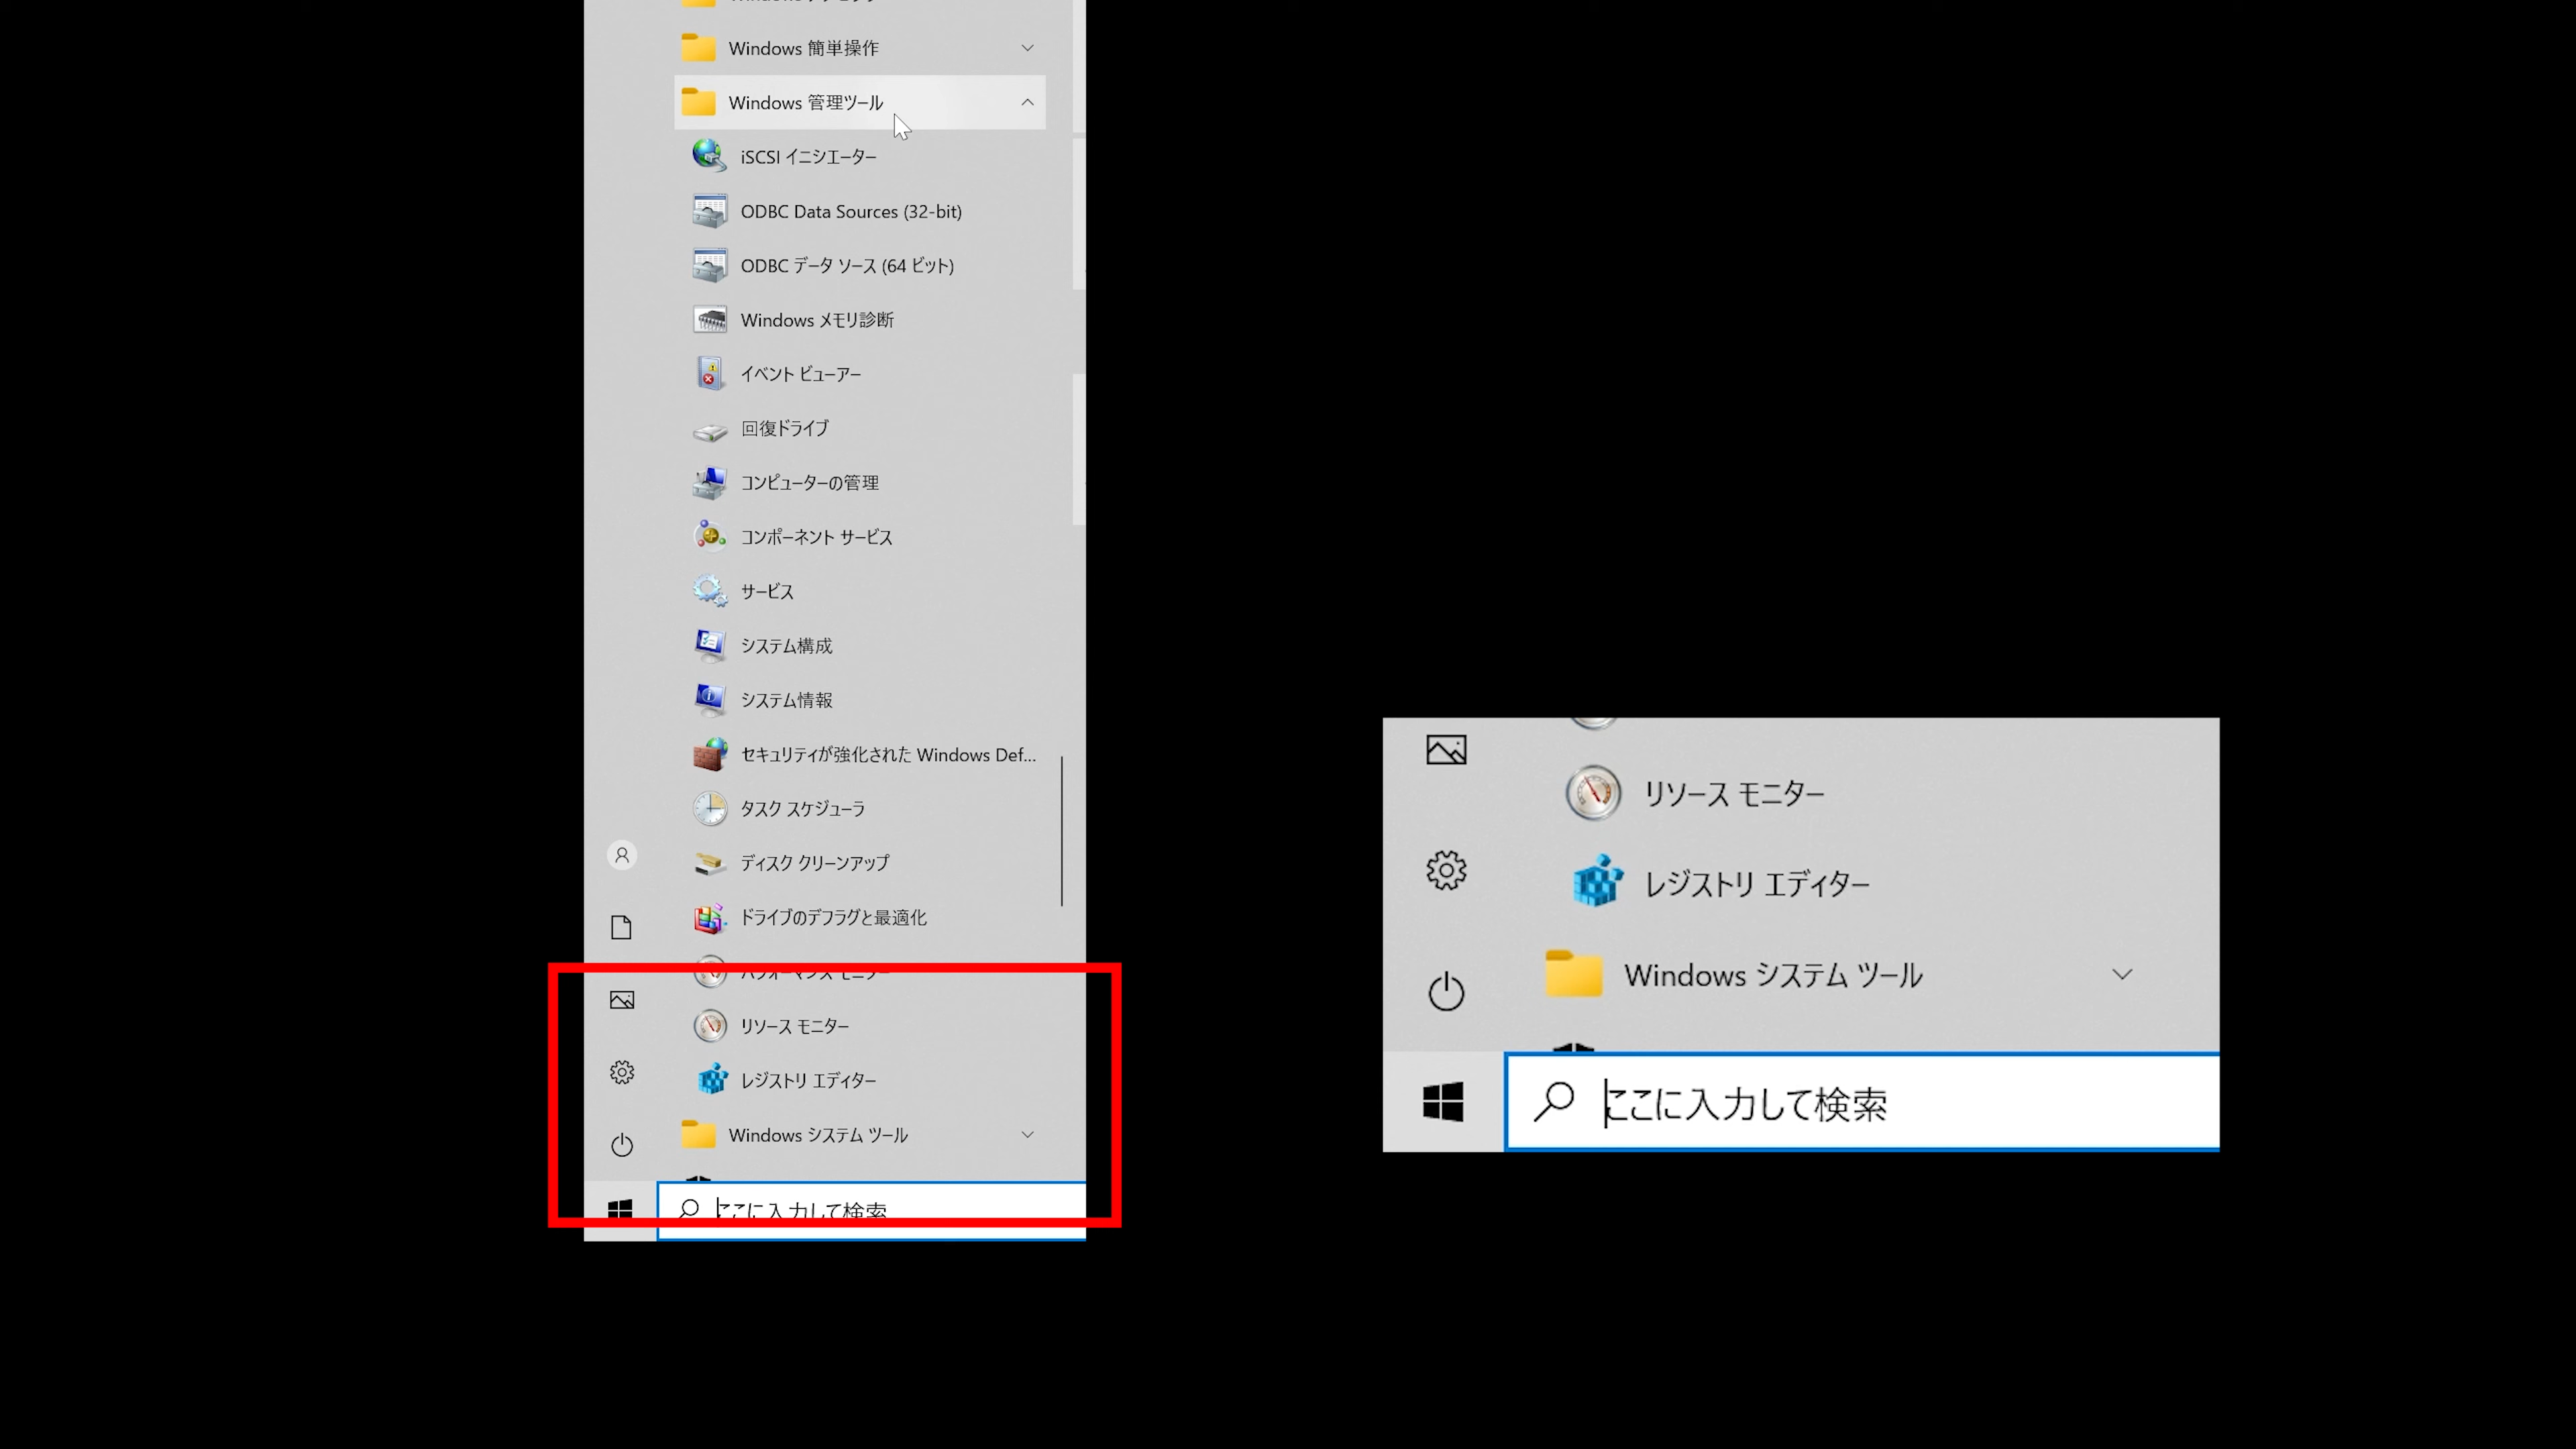 Windows 簡単操作
Windows 管理ツール
iSCSI イニシエーター
ODBC Data Sources (32-bit)
ODBC データ ソース (64 ビット)
Windows メモリ診断
イベント ビューアー
回復ドライブ
コンピューターの管理
コンポーネント サービス
サービス
システム構成
システム情報
セキュリティが強化された Windows Def...
タスク スケジューラ
ディスク クリーンアップ
ドライブのデフラグと最適化
パフォーマンス モニター
リソース モニター
レジストリ エディター
Windows システム ツール
ここに入力して検索
リソース モニター
レジストリ エディター
Windows システム ツール
ここに入力して検索